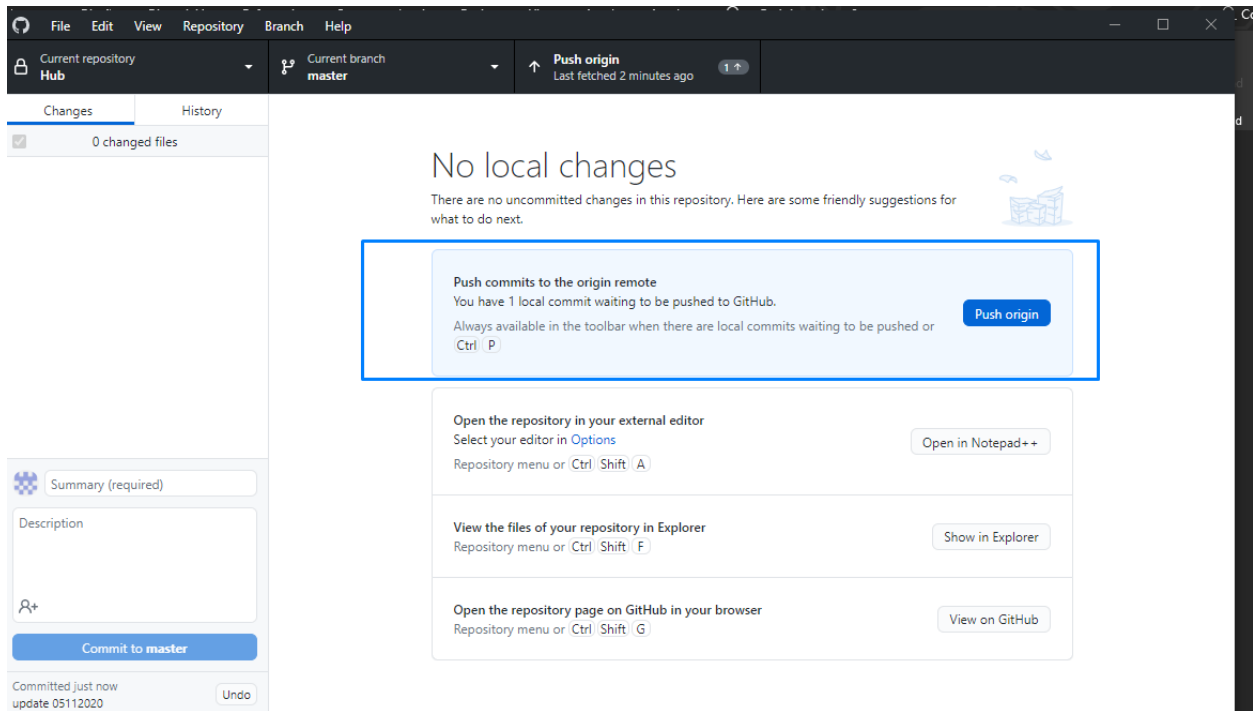 File Edit View Repository Branch Help
Current repository
Hub
Current branch
master
Push origin
Last fetched 2 minutes ago
1
Changes
History
0 changed files
No local changes
There are no uncommitted changes in this repository. Here are some friendly suggestions for
what to do next.
Push commits to the origin remote
You have 1 local commit waiting to be pushed to GitHub.
Always available in the toolbar when there are local commits waiting to be pushed or
Ctrl P
Push origin
Open the repository in your external editor
Select your editor in Options
Repository menu or Ctrl Shift A
Open in Notepad++
View the files of your repository in Explorer
Repository menu or Ctrl Shift F
Show in Explorer
Open the repository page on GitHub in your browser
Repository menu or Ctrl Shift G
View on GitHub
Summary (required)
Description
Commit to master
Committed just now
update 05112020
Undo